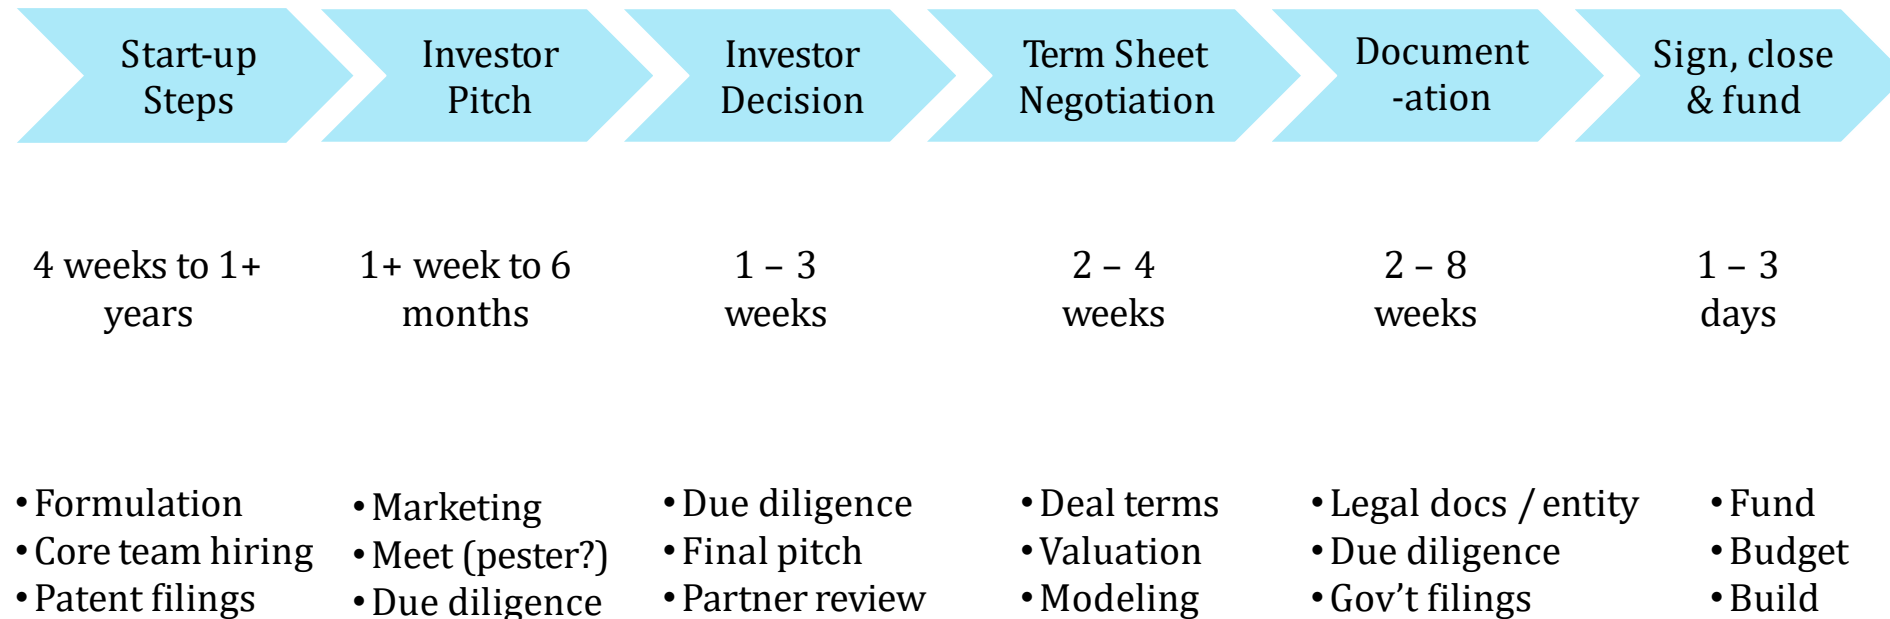 Start-up
Steps
Investor
Pitch
Investor
Decision
Term Sheet
Negotiation
Document
-ation
Sign, close
& fund
4 weeks to 1+
years
1+ week to 6
months
1 – 3
weeks
2 – 4
weeks
2 – 8
weeks
1 – 3
days
• Formulation
• Core team hiring
• Patent filings
• Marketing
• Meet (pester?)
• Due diligence
• Due diligence
• Final pitch
• Partner review
• Deal terms
• Valuation
• Modeling
• Legal docs / entity
• Due diligence
• Gov’t filings
• Fund
• Budget
• Build